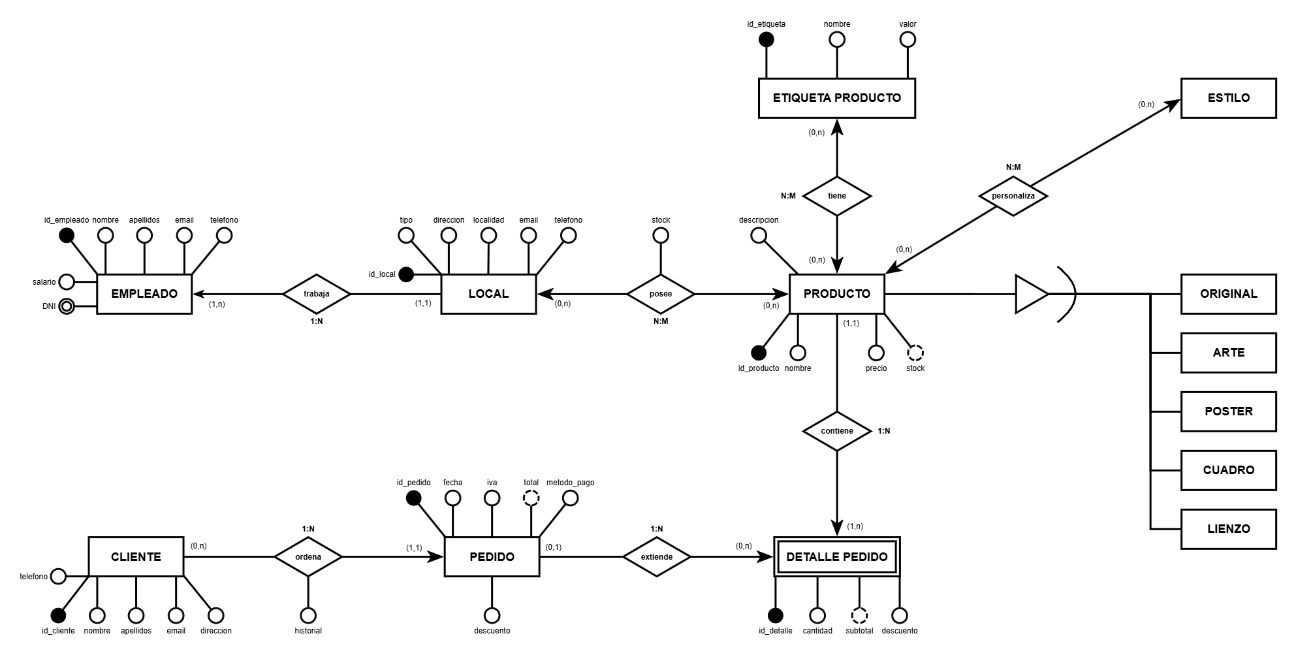 id_etiqueta nombre valor
ETIQUETA PRODUCTO
ESTILO
(0,n)
(0,n)
N:M
N:M tiene
personaliza
id_empleado nombre apellidos email telefono
tipo direccion localidad email telefono
stock
descripcion
(0,n)
(0,n)
salario
id_local
EMPLEADO
trabaja
LOCAL
posee
PRODUCTO
ORIGINAL
DNI
(1,n)
(1,1)
(0,n)
(0,n)
1:N
N:M
(1,1)
id_producto nombre precio stock
ARTE
POSTER
contiene 1:N
CUADRO
id_pedido fecha iva total metodo_pago
LIENZO
(1,n)
1:N
1:N
(0,n)
(1,1)
(0,1)
(0,n)
CLIENTE
ordena
PEDIDO
extiende
DETALLE PEDIDO
telefono
id_cliente nombre apellidos email direccion
historial
descuento
id_detalle cantidad subtotal descuento